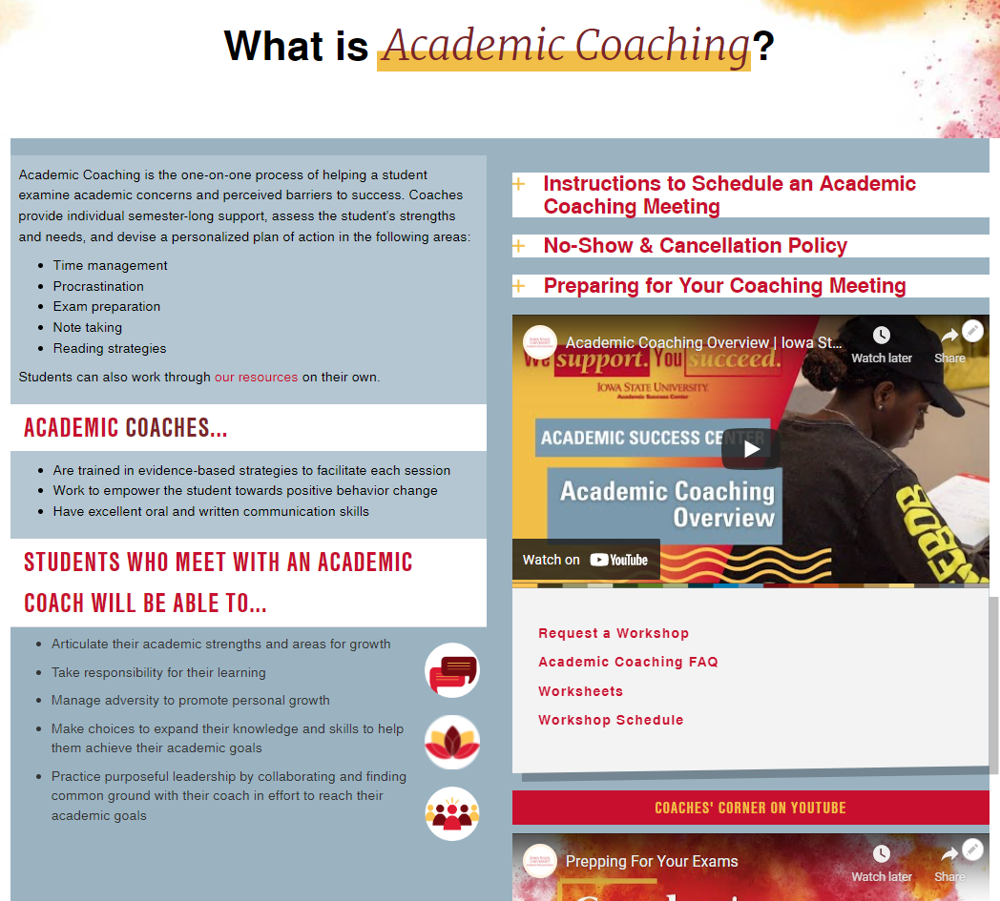 What is Academic Coaching?
Academic Coaching is the one-on-one process of helping a student
examine academic concerns and perceived barriers to success. Coaches
provide individual semester-long support, assess the student's strengths
and needs, and devise a personalized plan of action in the following areas:
Time management
Procrastination
Exam preparation
Note taking
Reading strategies
Students can also work through our resources on their own.
ACADEMIC COACHES...
Are trained in evidence-based strategies to facilitate each session
Work to empower the student towards positive behavior change
Have excellent oral and written communication skills
STUDENTS WHO MEET WITH AN ACADEMIC
COACH WILL BE ABLE TO...
Articulate their academic strengths and areas for growth
Take responsibility for their learning
Manage adversity to promote personal growth
Make choices to expand their knowledge and skills to help
them achieve their academic goals
Practice purposeful leadership by collaborating and finding
common ground with their coach in effort to reach their
academic goals
+ Instructions to Schedule an Academic
Coaching Meeting
+ No-Show & Cancellation Policy
+ Preparing for Your Coaching Meeting
Academic Coaching Overview | Iowa St...
Watch later
Share
We support. You succeed.
IOWA STATE UNIVERSITY
Academic Success Center
ACADEMIC SUCCESS CENTER
Academic Coaching
Overview
Watch on YouTube
Request a Workshop
Academic Coaching FAQ
Worksheets
Workshop Schedule
COACHES' CORNER ON YOUTUBE
Prepping For Your Exams
Watch later
Share